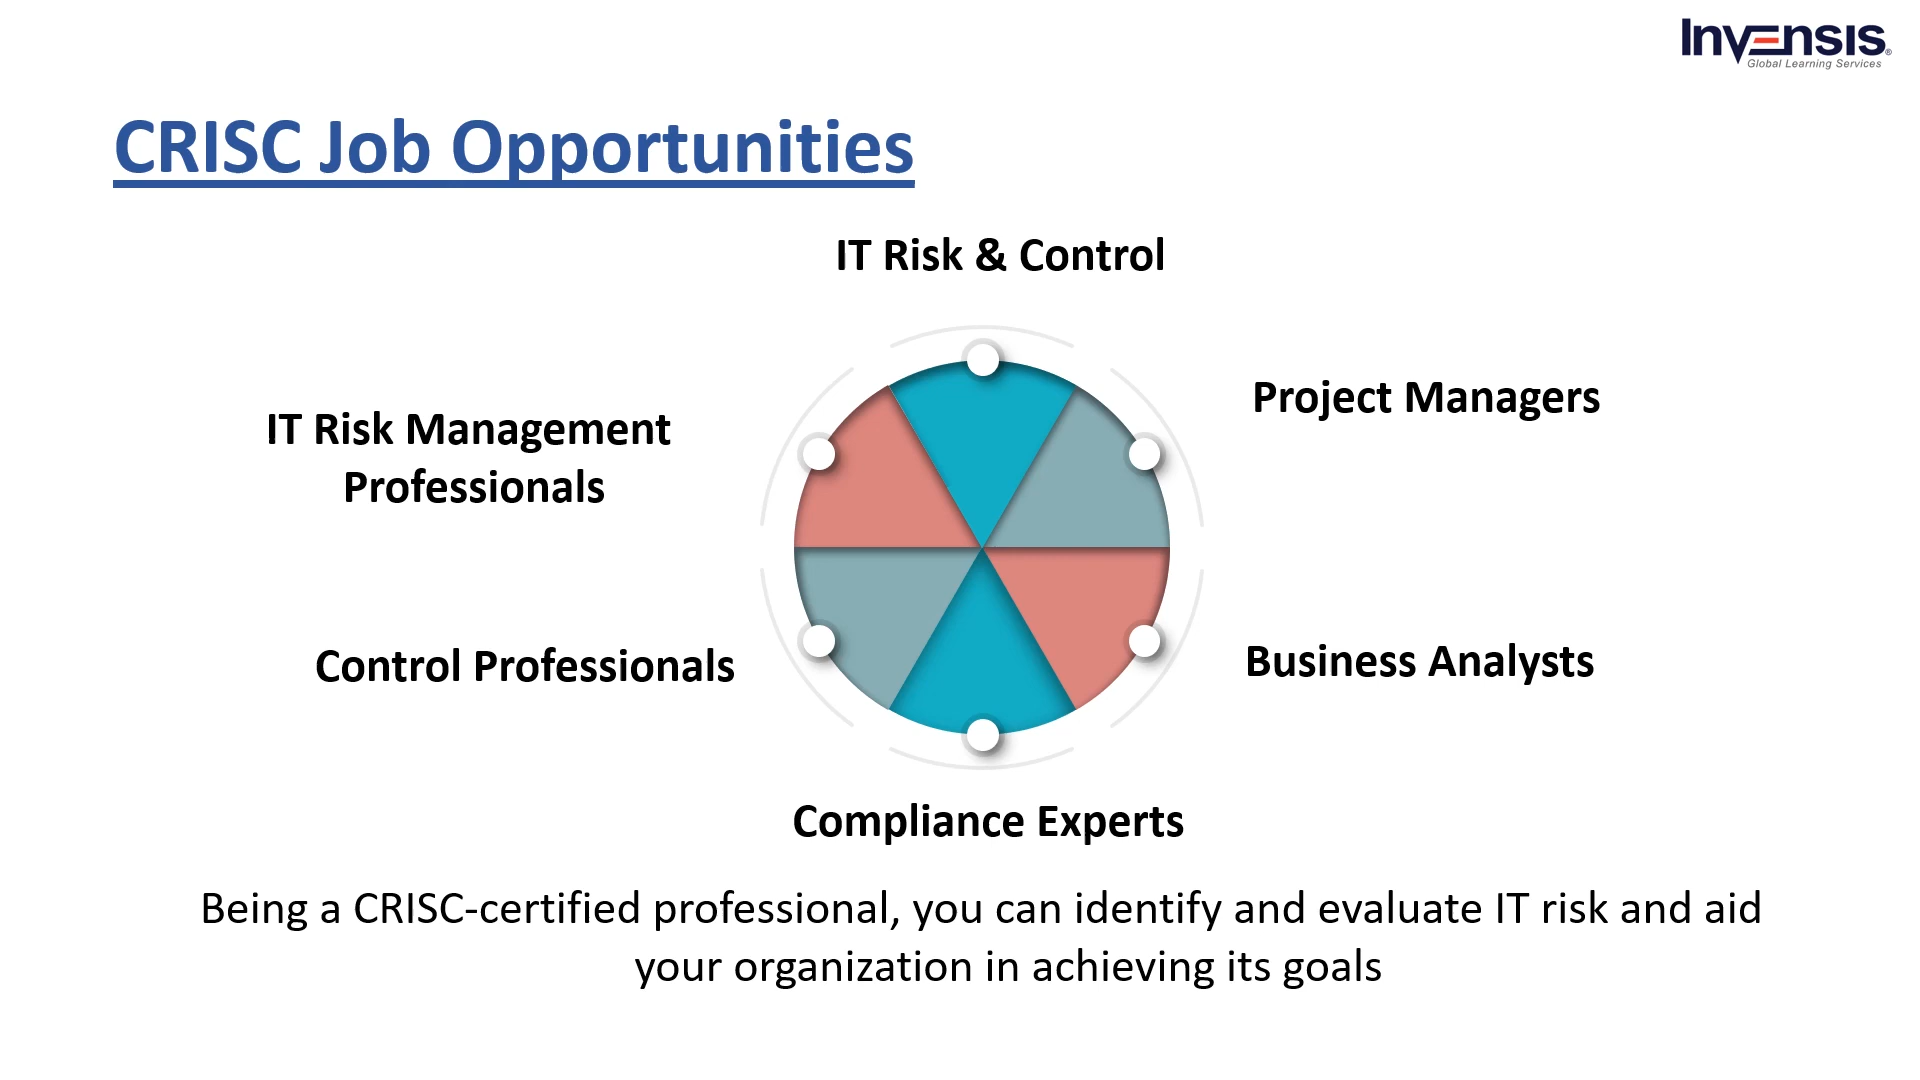 Invensis®
Global Learning Services
CRISC Job Opportunities
IT Risk & Control
Project Managers
IT Risk Management
Professionals
Business Analysts
Control Professionals
Compliance Experts
Being a CRISC-certified professional, you can identify and evaluate IT risk and aid
your organization in achieving its goals